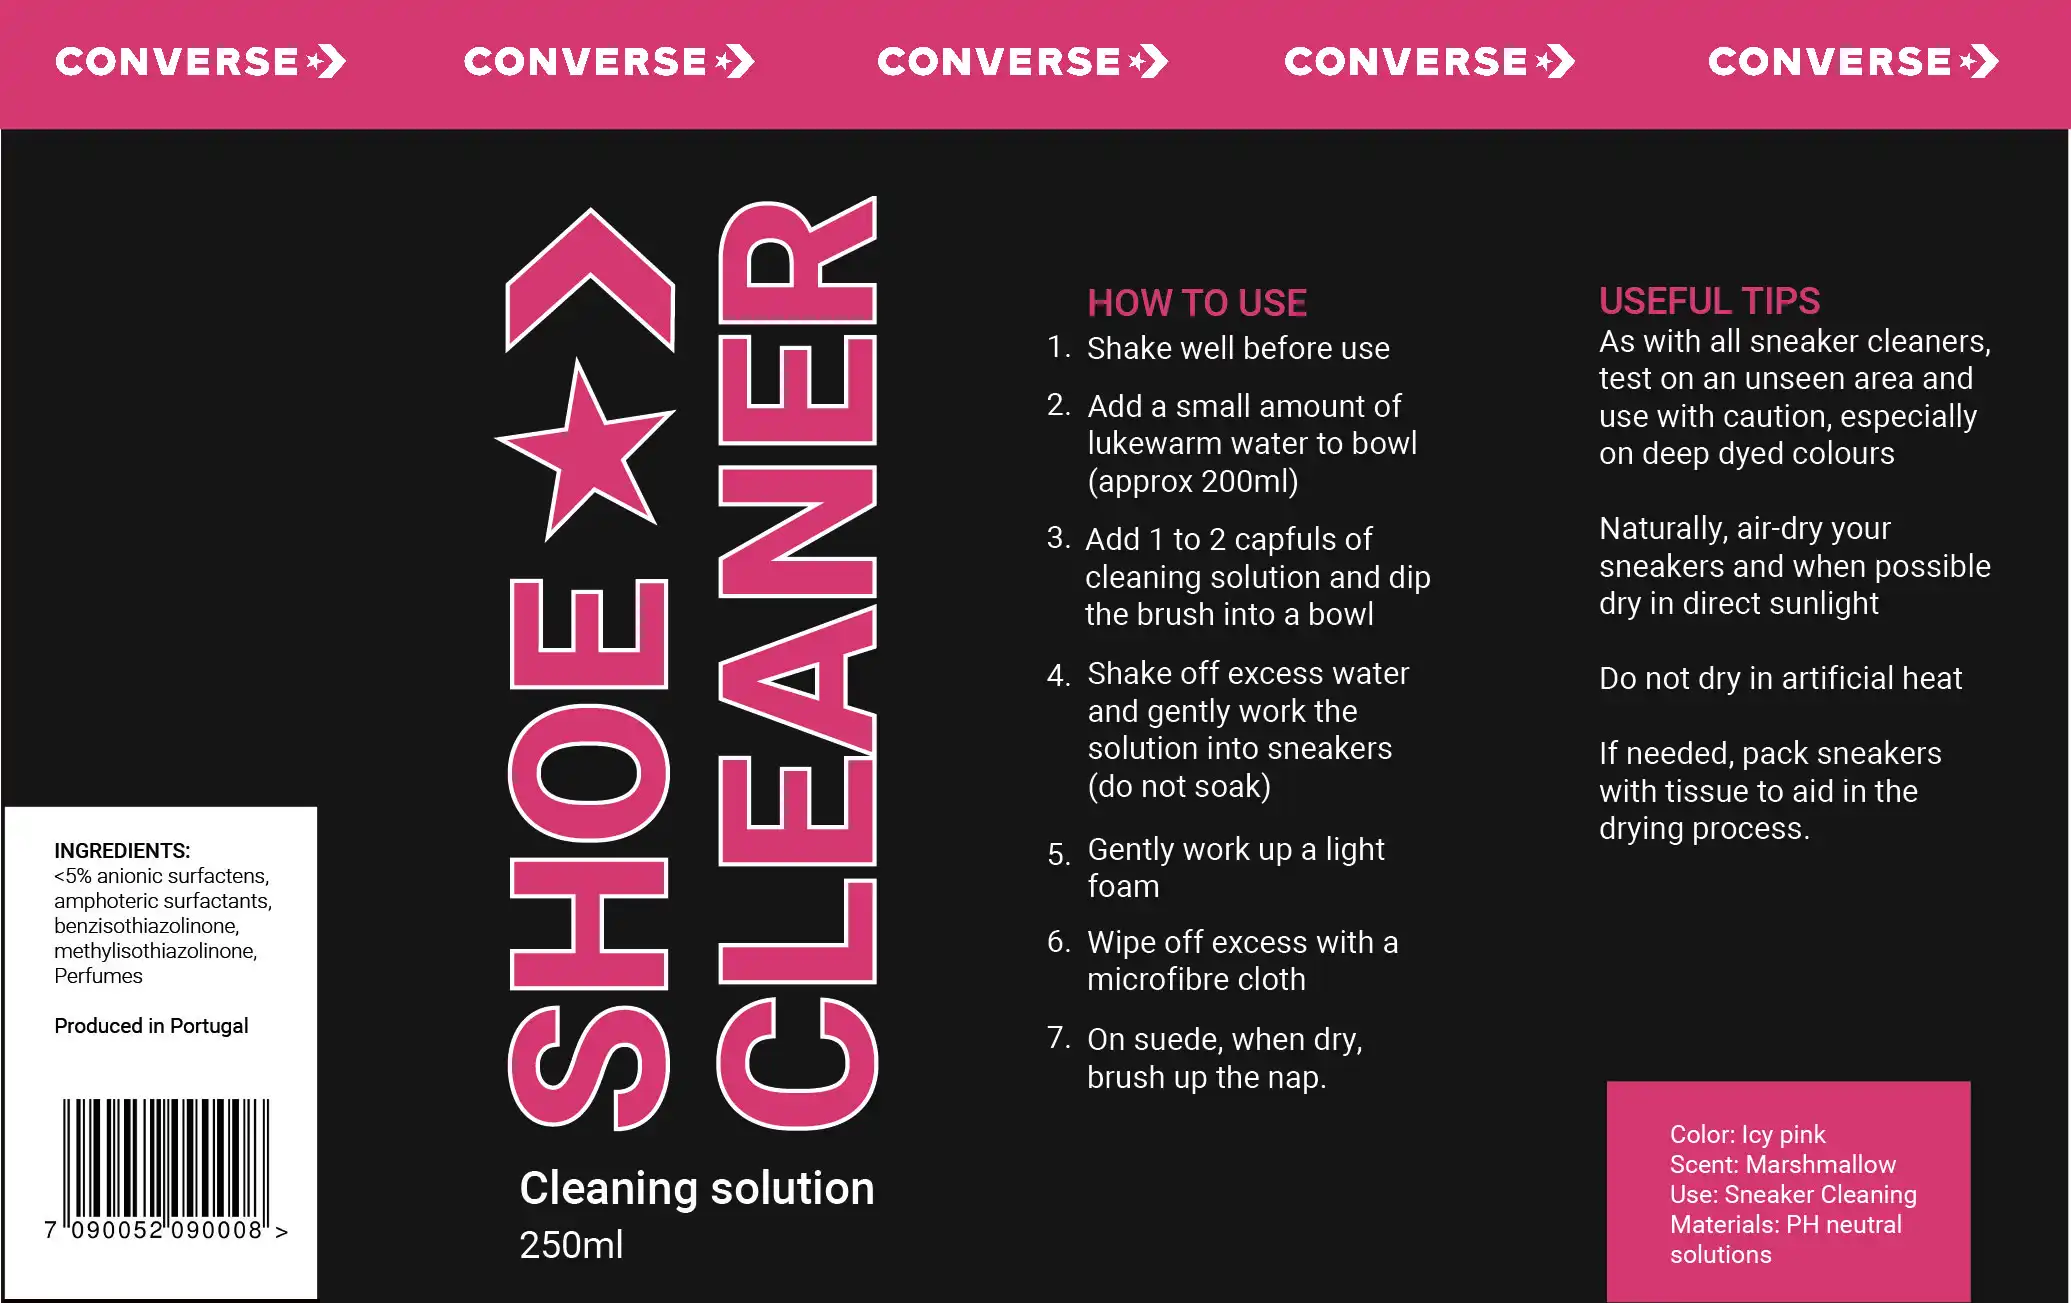 CONVERSE CONVERSE CONVERSE CONVERSE CONVERSE
INGREDIENTS:
<5% anionic surfactens,
amphoteric surfactants,
benzisothiazolinone,
methylisothiazolinone,
Perfumes
Produced in Portugal
7 090052 090008 >
SHOE
CLEANER
Cleaning solution
250ml
HOW TO USE
1. Shake well before use
2. Add a small amount of
lukewarm water to bowl
(approx 200ml)
3. Add 1 to 2 capfuls of
cleaning solution and dip
the brush into a bowl
4. Shake off excess water
and gently work the
solution into sneakers
(do not soak)
5. Gently work up a light
foam
6. Wipe off excess with a
microfibre cloth
7. On suede, when dry,
brush up the nap.
USEFUL TIPS
As with all sneaker cleaners,
test on an unseen area and
use with caution, especially
on deep dyed colours
Naturally, air-dry your
sneakers and when possible
dry in direct sunlight
Do not dry in artificial heat
If needed, pack sneakers
with tissue to aid in the
drying process.
Color: Icy pink
Scent: Marshmallow
Use: Sneaker Cleaning
Materials: PH neutral
solutions